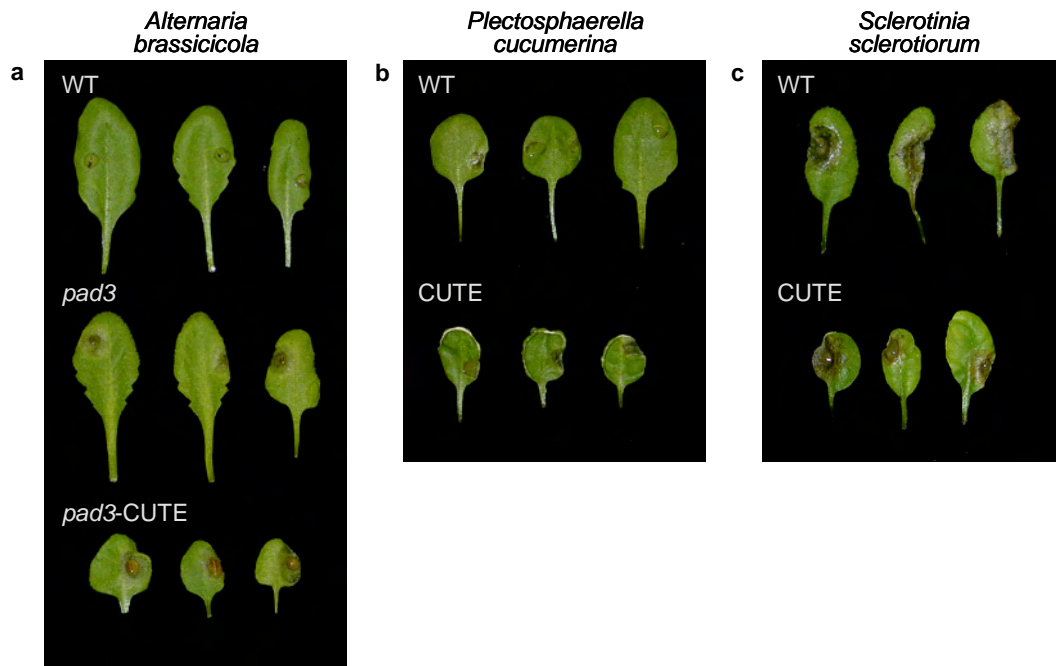 Alternaria
brassicicola
Plectosphaerella
cucumerina
Sclerotinia
sclerotiorum
a
WT
pad3
pad3-CUTE
b
WT
CUTE
c
WT
CUTE